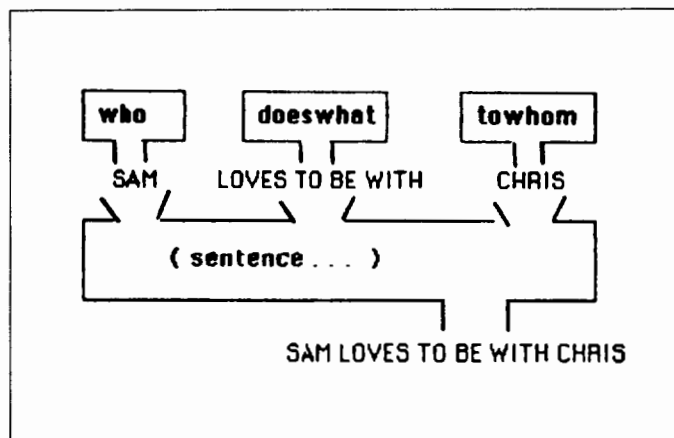 who doeswhat towhom
SAM LOVES TO BE WITH CHRIS
( sentence . . . )
SAM LOVES TO BE WITH CHRIS